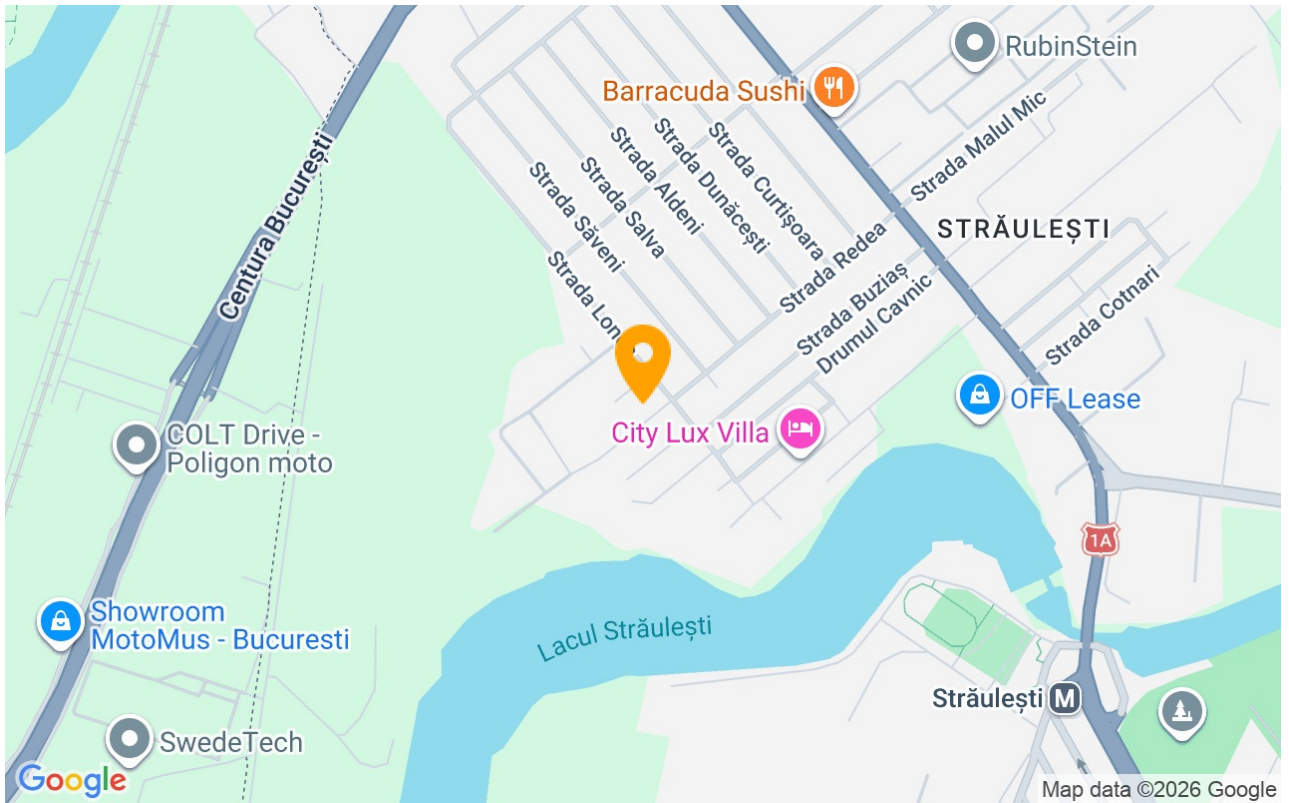 RubinStein
Barracuda Sushi
Strada Malul Mic
Centura București
Strada Curtișoara
Strada Dunăcești
Strada Aldeni
Strada Salva
Strada Săveni
STRĂULEȘTI
Strada Redea
Strada Buziaș
Drumul Cavnic
Strada Cotnari
OFF Lease
City Lux Villa
COLT Drive -
Poligon moto
1A
Showroom
MotoMus - Bucuresti
Lacul Străulești
Străulești M
SwedeTech
Google
Map data ©2026 Google